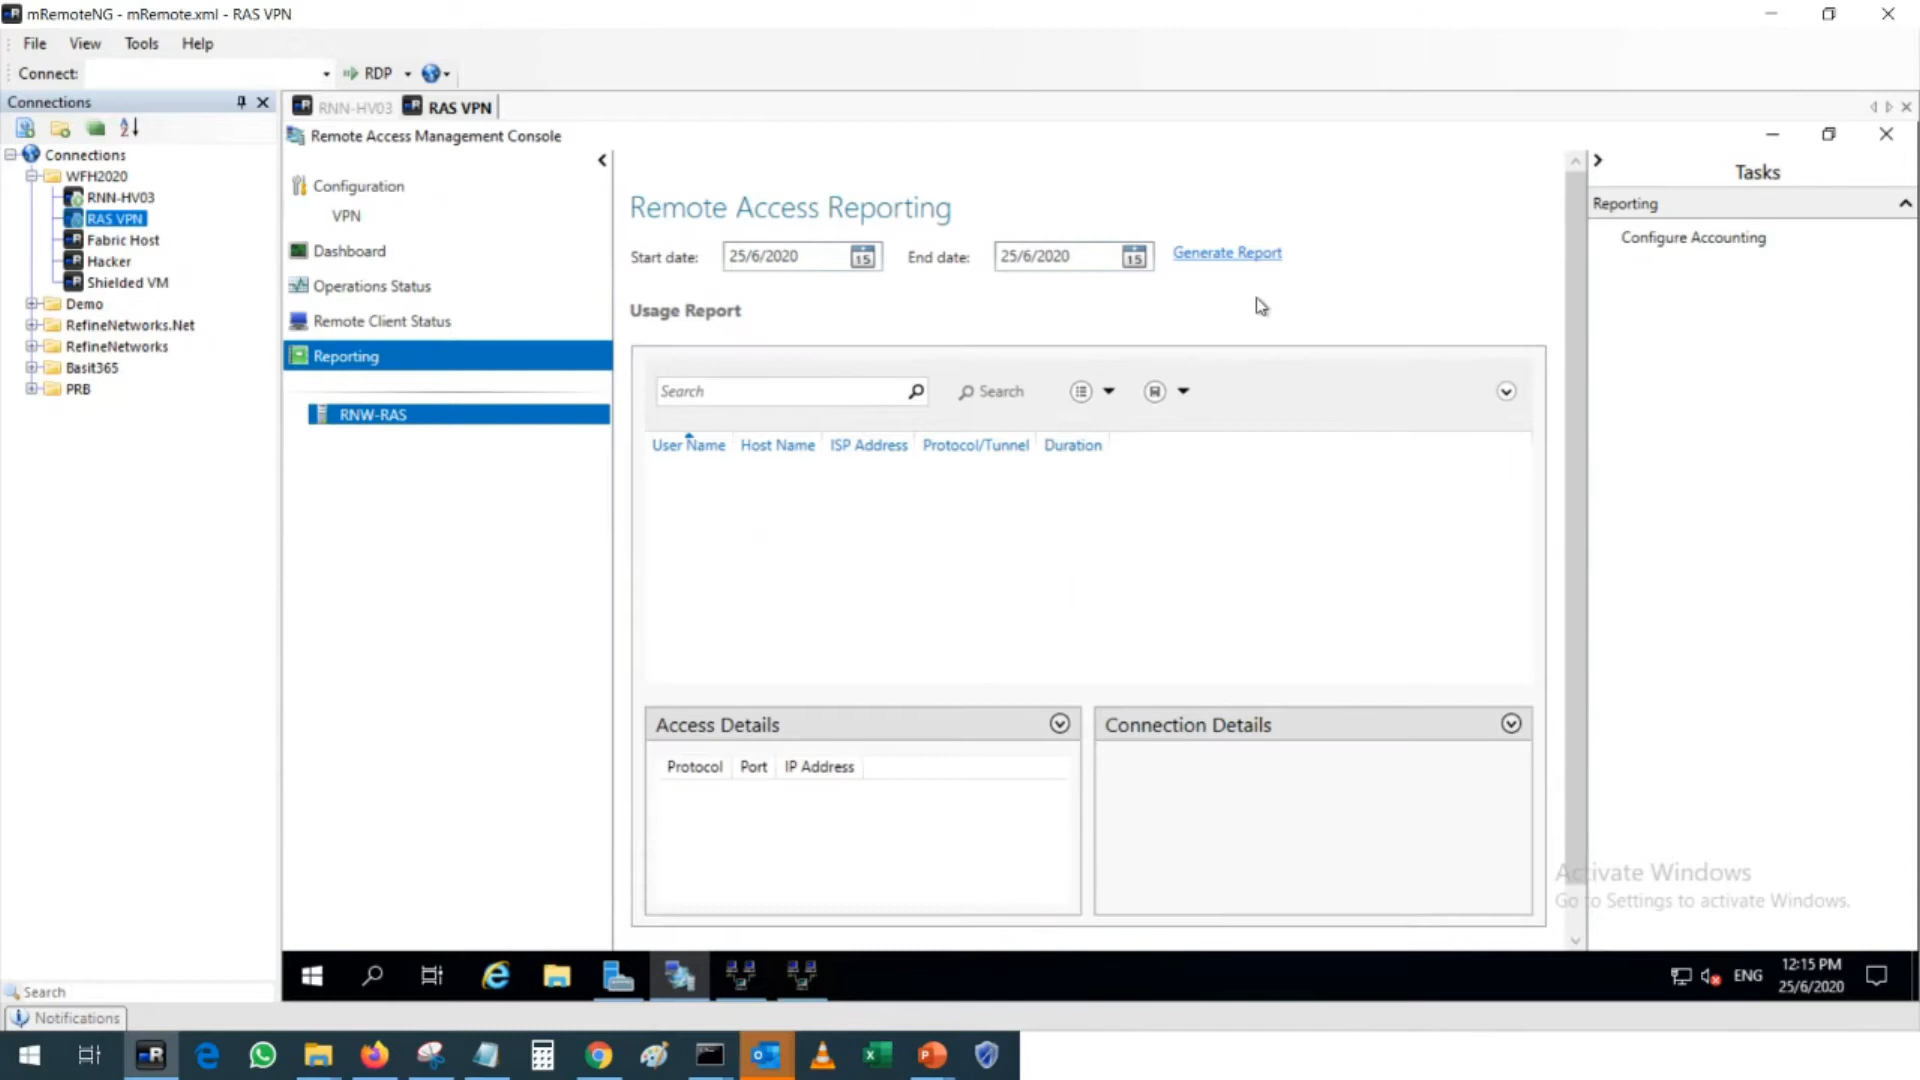 mRemoteNG - mRemote.xml - RAS VPN
File View Tools Help
Connect: RDP
Connections
RNN-HV03 RAS VPN
Remote Access Management Console
Connections
WFH2020
RNN-HV03
RAS VPN
Fabric Host
Hacker
Shielded VM
Demo
RefineNetworks.Net
RefineNetworks
Basit365
PRB
Search
Notifications
Configuration
VPN
Dashboard
Operations Status
Remote Client Status
Reporting
RNW-RAS
Remote Access Reporting
Start date: 25/6/2020 15 End date: 25/6/2020 15 Generate Report
Usage Report
Search Search
User Name Host Name ISP Address Protocol/Tunnel Duration
Access Details
Protocol Port IP Address
Connection Details
Tasks
Reporting
Configure Accounting
Activate Windows
Go to Settings to activate Windows.
ENG
12:15 PM
25/6/2020